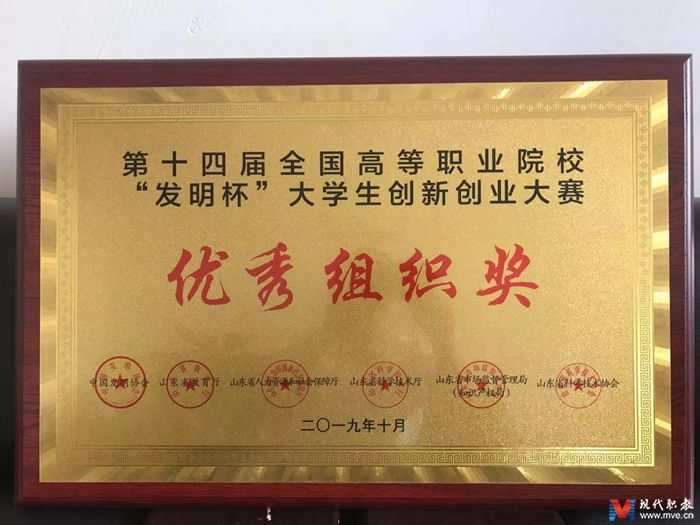 第十四届全国高等职业院校
“发明杯”大学生创新创业大赛
优秀组织奖
中国发明协会 山东省教育厅 山东省人力资源和社会保障厅 山东省科学技术厅 山东省市场监督管理局 山东省科学技术协会
(知识产权局)
二〇一九年十月
现代职教
www.mve.cn